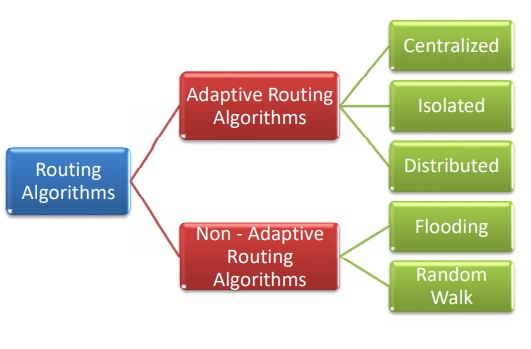 Routing
Algorithms
Adaptive Routing
Algorithms
Centralized
Isolated
Distributed
Non - Adaptive
Routing
Algorithms
Flooding
Random
Walk